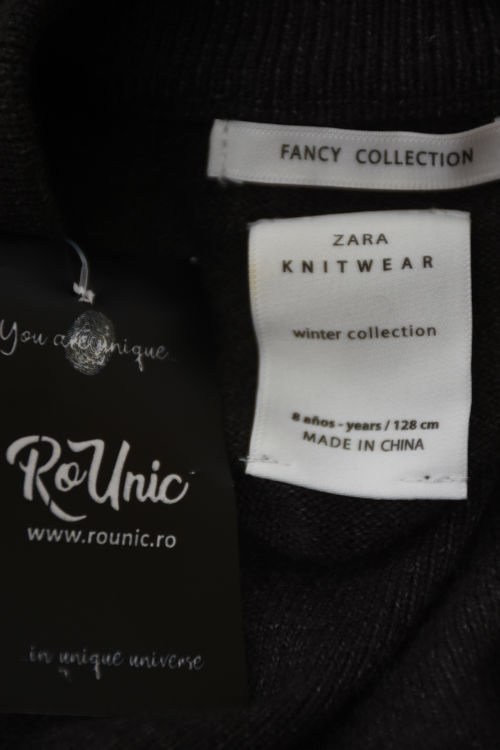 FANCY COLLECTION
ZARA
KNITWEAR
winter collection
8 años - years / 128 cm
MADE IN CHINA
You are unique...
RoUnic
www.rounic.ro
...in unique universe